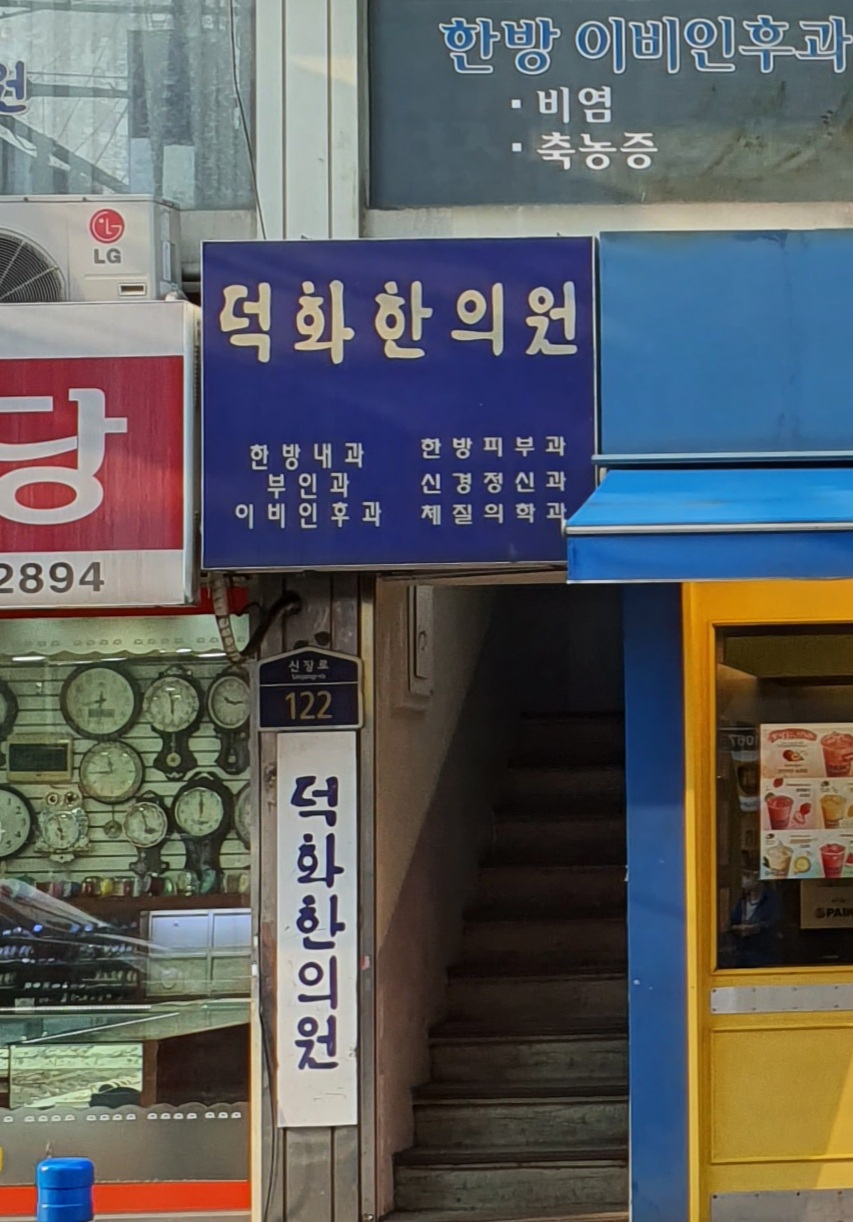 원
한방 이비인후과
▪ 비염
▪ 축농증
LG
덕화한의원
한방내과
부인과
이비인후과
한방피부과
신경정신과
체질의학과
당
2894
신장로
122
덕화한의원